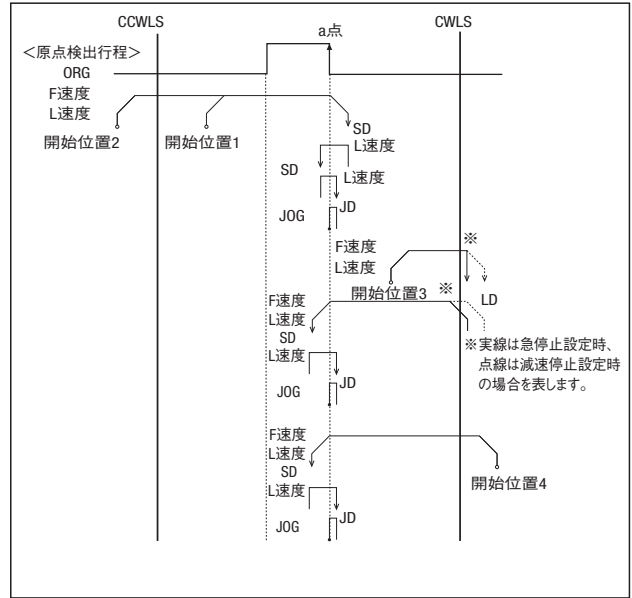 CCWLS
CWLS
a点
＜原点検出行程＞
ORG
F速度
L速度
開始位置2
開始位置1
SD
L速度
SD
L速度
JOG
JD
F速度
L速度
※
開始位置3
※
LD
F速度
L速度
SD
※実線は急停止設定時、
点線は減速停止設定時
の場合を表します。
L速度
JOG
JD
F速度
L速度
SD
開始位置4
L速度
JOG
JD